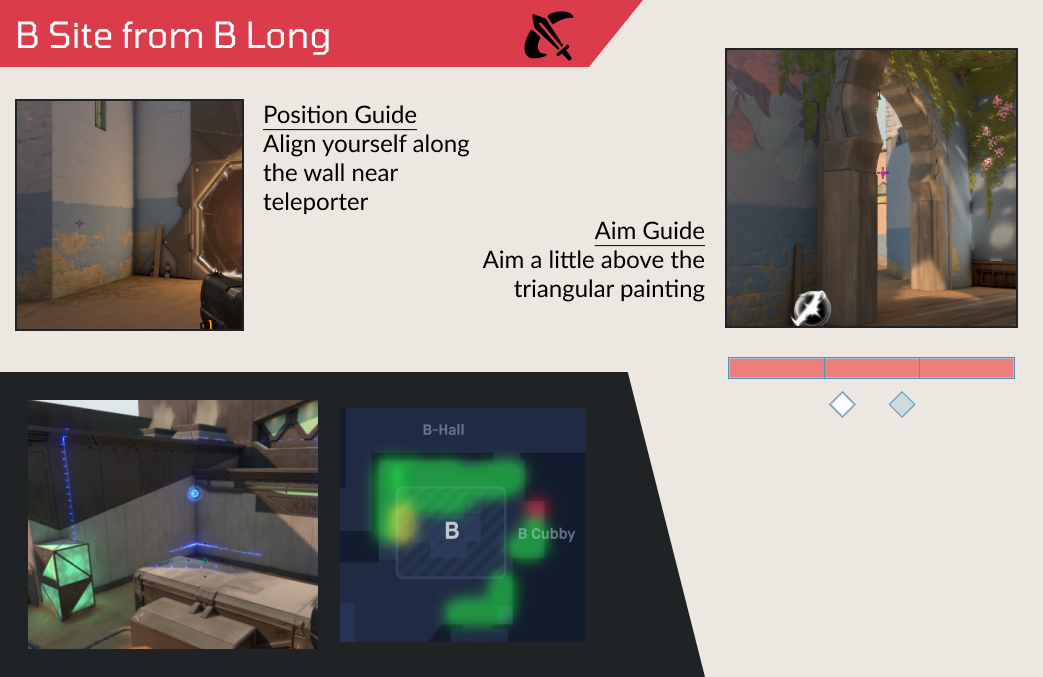 B Site from B Long
Position Guide
Align yourself along
the wall near
teleporter
Aim Guide
Aim a little above the
triangular painting
KIN
B-Hall
B
B Cubby